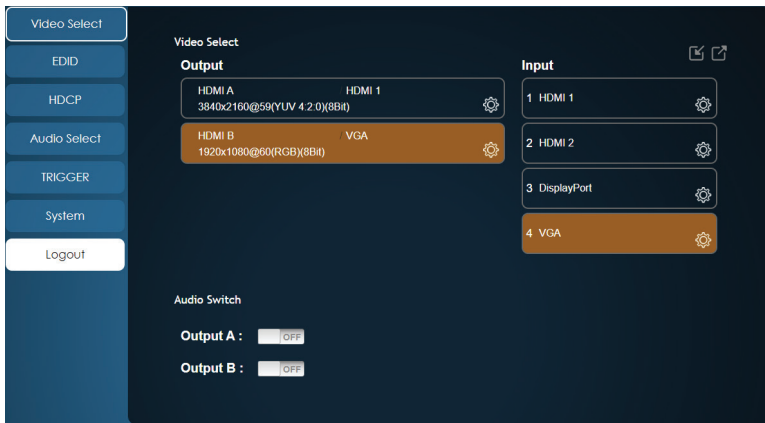 Video Select
EDID
HDCP
Audio Select
TRIGGER
System
Logout
Video Select
Output
HDMI A / HDMI 1
3840x2160@59(YUV 4:2:0)(8Bit)
HDMI B / VGA
1920x1080@60(RGB)(8Bit)
Input
1 HDMI 1
2 HDMI 2
3 DisplayPort
4 VGA
Audio Switch
Output A : OFF
Output B : OFF